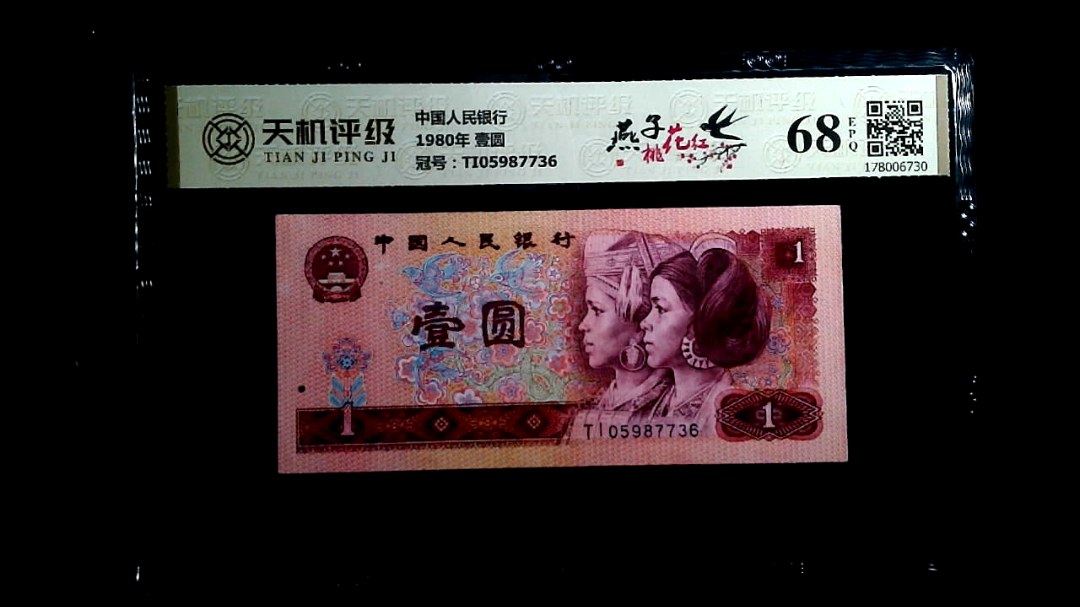 天机评级
TIAN JI PING JI
中国人民银行
1980年 壹圆
冠号：TI05987736
燕子
桃花红
68
EPQ
178006730
中國人民銀行
1
壹圆
1
TI05987736
1